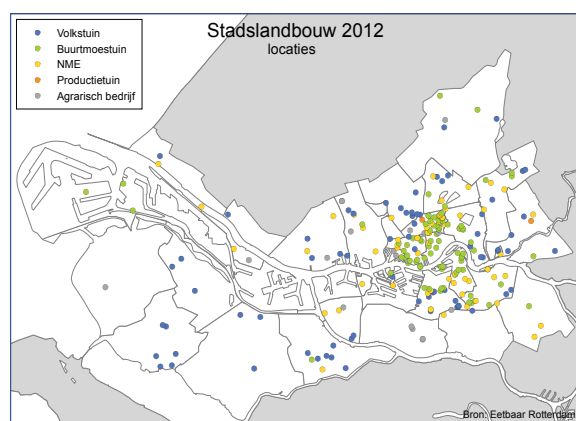 Stadslandbouw 2012
locaties
Volkstuin
Buurtmoestuin
NME
Productietuin
Agrarisch bedrijf
Bron: Eetbaar Rotterdam